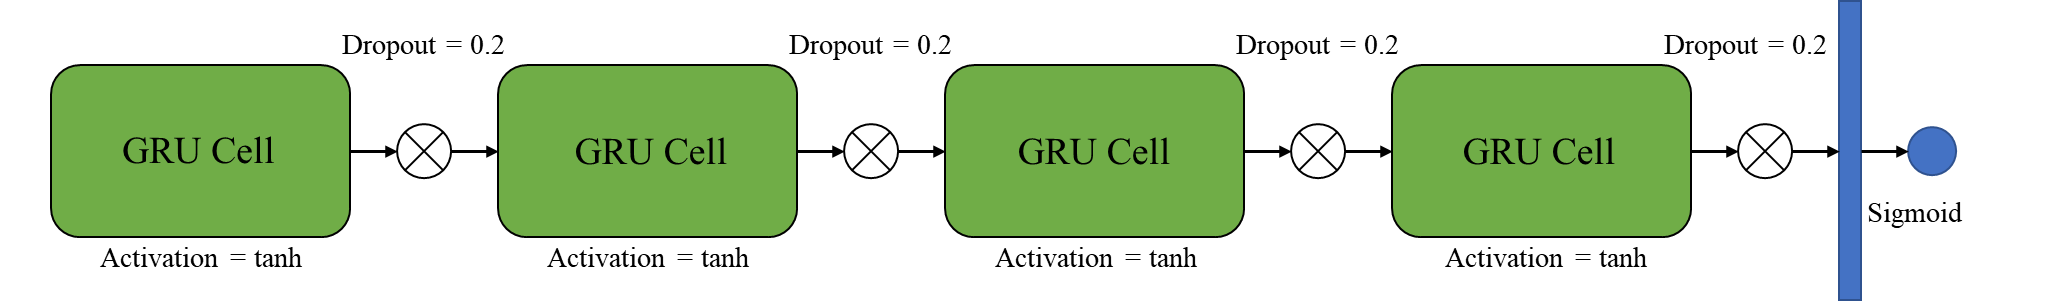 Dropout = 0.2
Dropout = 0.2
Dropout = 0.2
Dropout = 0.2
GRU Cell
GRU Cell
GRU Cell
GRU Cell
Sigmoid
Activation = tanh
Activation = tanh
Activation = tanh
Activation = tanh